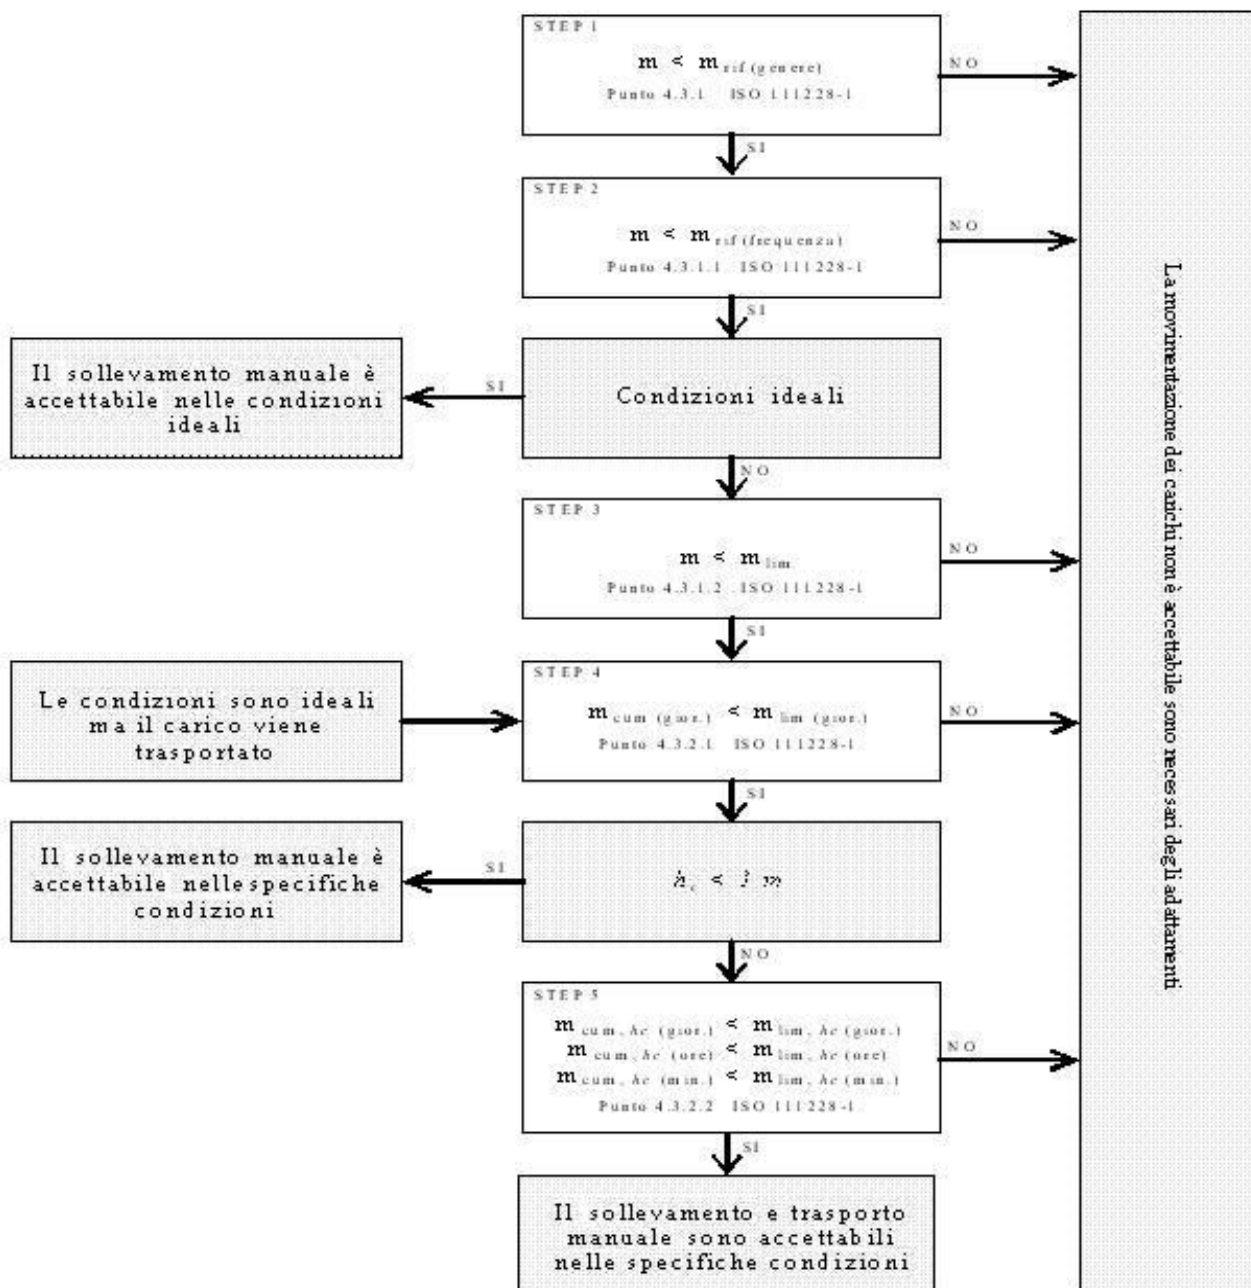 STEP 1
m < m rif (genere)
Punto 4.3.1 ISO 111228-1
NO
SI
STEP 2
m < m rif (frequenza)
Punto 4.3.1.1 ISO 111228-1
NO
SI
Il sollevamento manuale è
accettabile nelle condizioni
ideali
SI
Condizioni ideali
NO
STEP 3
m < m lim
Punto 4.3.1.2 ISO 111228-1
NO
SI
Le condizioni sono ideali
ma il carico viene
trasportato
STEP 4
m cum (gior.) < m lim (gior.)
Punto 4.3.2.1 ISO 111228-1
NO
SI
Il sollevamento manuale è
accettabile nelle specifiche
condizioni
SI
h c < 1 m
NO
STEP 5
m cum, hc (gior.) < m lim, hc (gior.)
m cum, hc (ore) < m lim, hc (ore)
m cum, hc (min.) < m lim, hc (min.)
Punto 4.3.2.2 ISO 111228-1
NO
SI
Il sollevamento e trasporto
manuale sono accettabili
nelle specifiche condizioni
La movimentazione dei carichi non è accettabile sono necessari degli adattamenti